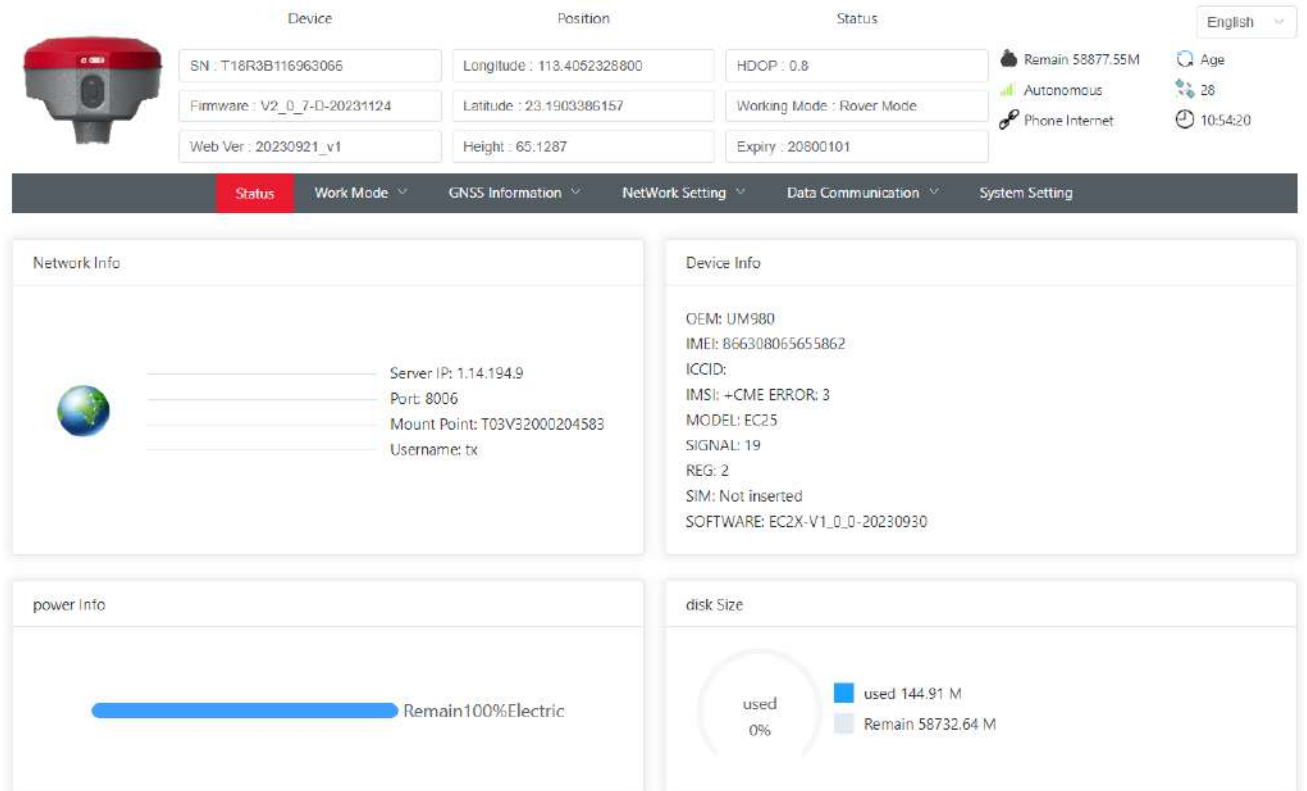 Device
Position
Status
English
SN : T18R3B116963066
Longitude : 113.4052328800
HDOP : 0.8
Remain 58877.55M
Age
Firmware : V2_0_7-D-20231124
Latitude : 23.1903386157
Working Mode : Rover Mode
Autonomous
28
Phone Internet
10:54:20
Web Ver : 20230921_v1
Height : 65.1287
Expiry : 20800101
Status
Work Mode
GNSS Information
NetWork Setting
Data Communication
System Setting
Network Info
Server IP: 1.14.194.9
Port: 8006
Mount Point: T03V32000204583
Username: tx
Device Info
OEM: UM980
IMEI: 866308065655862
ICCID:
IMSI: +CME ERROR: 3
MODEL: EC25
SIGNAL: 19
REG: 2
SIM: Not inserted
SOFTWARE: EC2X-V1_0_0-20230930
power Info
Remain100%Electric
disk Size
used
0%
used 144.91 M
Remain 58732.64 M